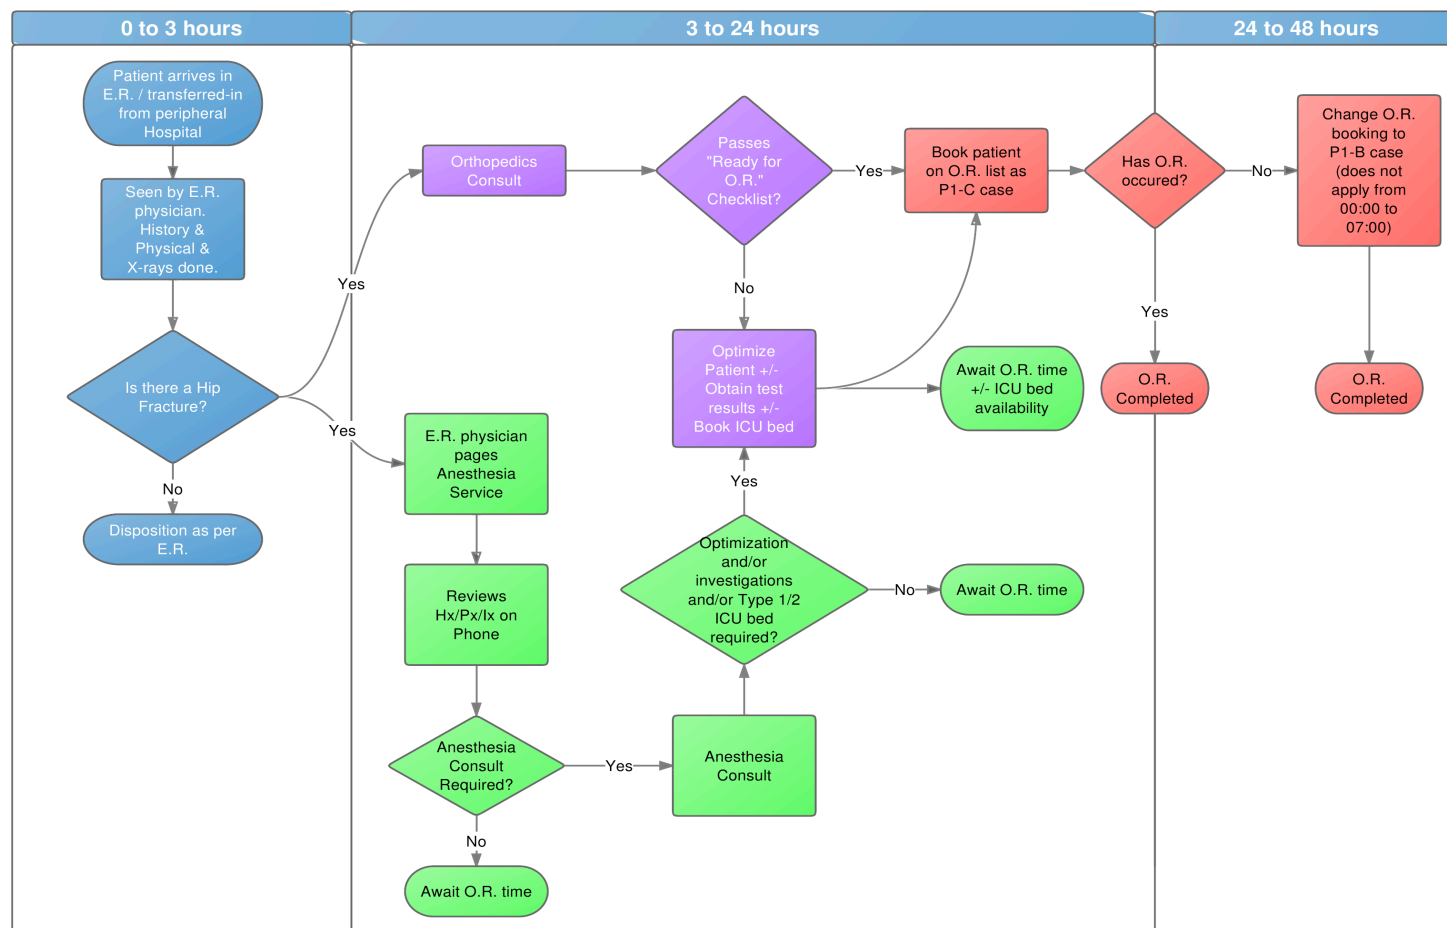 0 to 3 hours
3 to 24 hours
24 to 48 hours
Patient arrives in
E.R. / transferred-in
from peripheral
Hospital
Seen by E.R.
physician.
History &
Physical &
X-rays done.
Is there a Hip
Fracture?
No
Disposition as per
E.R.
Yes
Yes
Orthopedics
Consult
Passes
"Ready for
O.R."
Checklist?
Yes
No
Book patient
on O.R. list as
P1-C case
Has O.R.
occured?
No
Yes
Change O.R.
booking to
P1-B case
(does not
apply from
00:00 to
07:00)
O.R.
Completed
O.R.
Completed
Optimize
Patient +/-
Obtain test
results +/-
Book ICU bed
Await O.R. time
+/- ICU bed
availability
E.R. physician
pages
Anesthesia
Service
Reviews
Hx/Px/Ix on
Phone
Anesthesia
Consult
Required?
Yes
No
Await O.R. time
Anesthesia
Consult
Optimization
and/or
investigations
and/or Type 1/2
ICU bed
required?
Yes
No
Await O.R. time